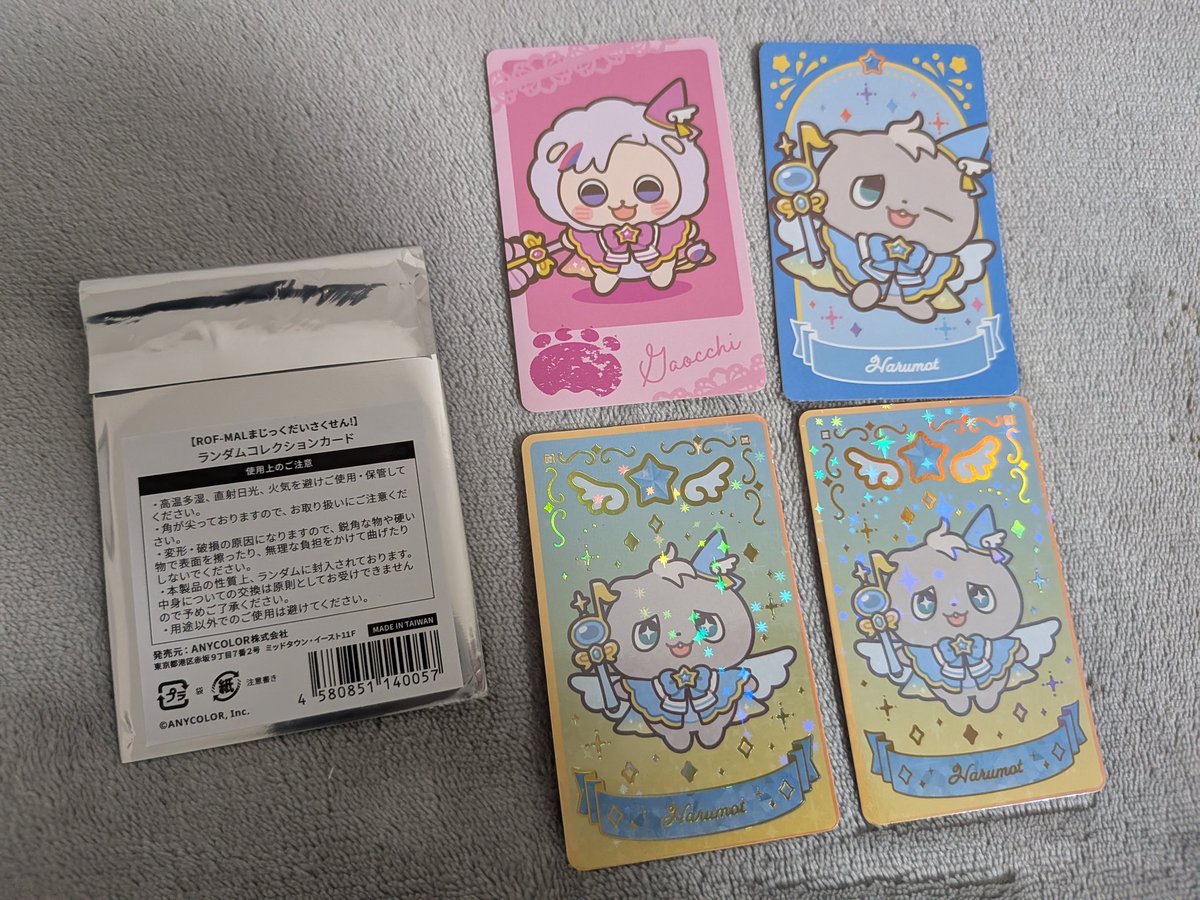 【ROF-MALまじっくだいさくせん!】
ランダムコレクションカード
使用上のご注意
・高温多湿、直射日光、火気を避けご使用・保管して
ください。
・角が尖っておりますので、お取り扱いにご注意くだ
さい。
・変形・破損の原因になりますので、鋭角な物や硬い
物で表面を擦ったり、無理な負担をかけて曲げたり
しないでください。
・本製品の性質上、ランダムに封入されております。
中身についての交換は原則としてお受けできません
ので予めご了承ください。
・用途以外でのご使用は避けてください。
発売元：ANYCOLOR株式会社
東京都港区赤坂9丁目7番2号 ミッドタウン・イースト11F
MADE IN TAIWAN
プラ 袋 紙 注意書き
4 580851 140057
©ANYCOLOR, Inc.
Gaocchi
Harumot
Harumot
Harumot